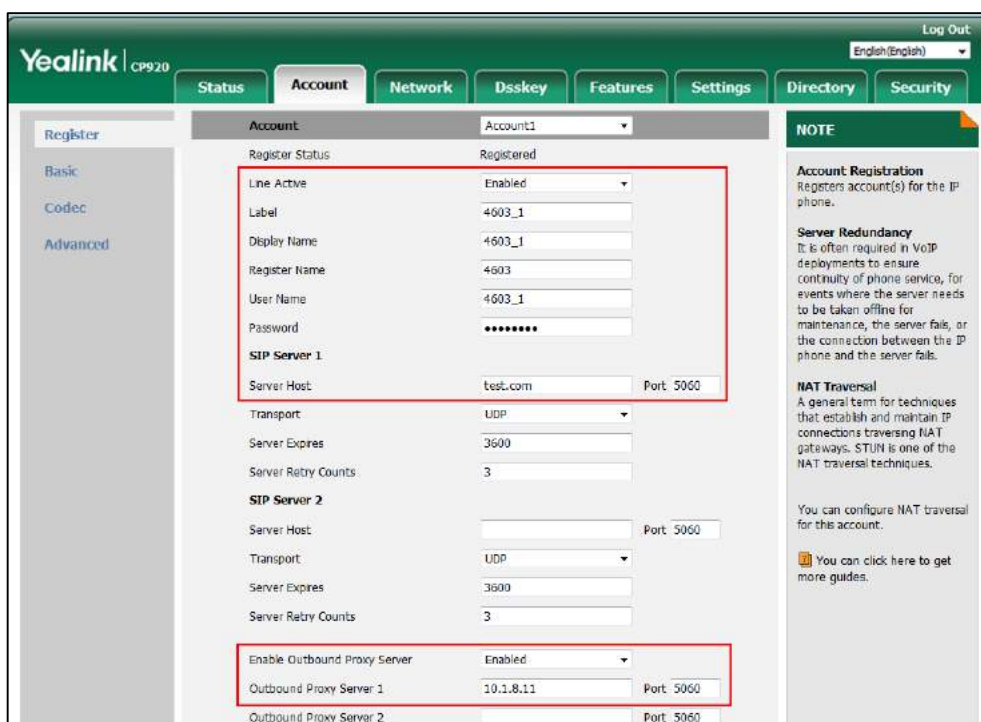 Log Out
Yealink CP920
English(English)
Status Account Network Dsskey Features Settings Directory Security
Register
Basic
Codec
Advanced
Account Account1
Register Status Registered
Line Active Enabled
Label 4603_1
Display Name 4603_1
Register Name 4603
User Name 4603_1
Password ••••••••
SIP Server 1
Server Host test.com Port 5060
Transport UDP
Server Expires 3600
Server Retry Counts 3
SIP Server 2
Server Host Port 5060
Transport UDP
Server Expires 3600
Server Retry Counts 3
Enable Outbound Proxy Server Enabled
Outbound Proxy Server 1 10.1.8.11 Port 5060
Outbound Proxy Server 2 Port 5060
NOTE
Account Registration
Registers account(s) for the IP
phone.
Server Redundancy
It is often required in VoIP
deployments to ensure
continuity of phone service, for
events where the server needs
to be taken offline for
maintenance, the server fails, or
the connection between the IP
phone and the server fails.
NAT Traversal
A general term for techniques
that establish and maintain IP
connections traversing NAT
gateways. STUN is one of the
NAT traversal techniques.
You can configure NAT traversal
for this account.
You can click here to get
more guides.